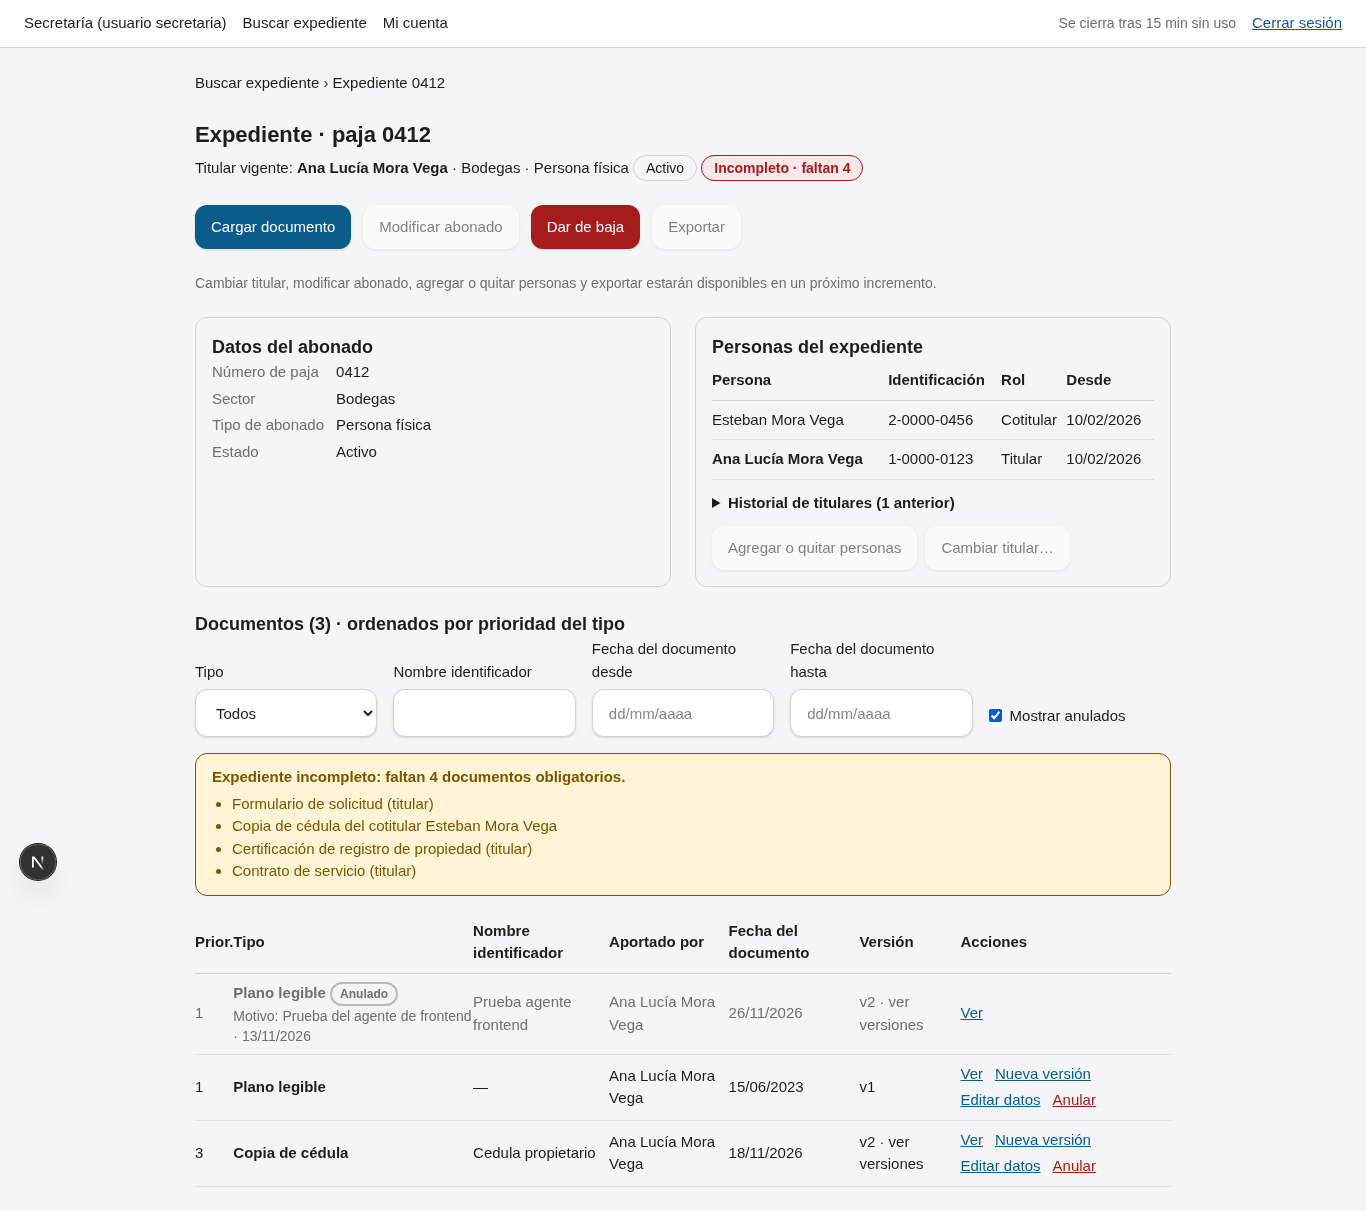 Secretaría (usuario secretaria) Buscar expediente Mi cuenta Se cierra tras 15 min sin uso Cerrar sesión
Buscar expediente › Expediente 0412
Expediente · paja 0412
Titular vigente: Ana Lucía Mora Vega · Bodegas · Persona física Activo Incompleto · faltan 4
Cargar documento Modificar abonado Dar de baja Exportar
Cambiar titular, modificar abonado, agregar o quitar personas y exportar estarán disponibles en un próximo incremento.
Datos del abonado
Número de paja 0412
Sector Bodegas
Tipo de abonado Persona física
Estado Activo
Personas del expediente
Persona Identificación Rol Desde
Esteban Mora Vega 2-0000-0456 Cotitular 10/02/2026
Ana Lucía Mora Vega 1-0000-0123 Titular 10/02/2026
Historial de titulares (1 anterior)
Agregar o quitar personas Cambiar titular…
Documentos (3) · ordenados por prioridad del tipo
Tipo
Todos
Nombre identificador
Fecha del documento
desde
dd/mm/aaaa
Fecha del documento
hasta
dd/mm/aaaa
Mostrar anulados
Expediente incompleto: faltan 4 documentos obligatorios.
• Formulario de solicitud (titular)
• Copia de cédula del cotitular Esteban Mora Vega
• Certificación de registro de propiedad (titular)
• Contrato de servicio (titular)
N
Prior. Tipo
Nombre
identificador
Aportado por
Fecha del
documento
Versión
Acciones
1
Plano legible Anulado
Motivo: Prueba del agente de frontend
· 13/11/2026
Prueba agente
frontend
Ana Lucía Mora
Vega
26/11/2026
v2 · ver
versiones
Ver
1
Plano legible
—
Ana Lucía Mora
Vega
15/06/2023
v1
Ver Nueva versión
Editar datos Anular
3
Copia de cédula
Cedula propietario
Ana Lucía Mora
Vega
18/11/2026
v2 · ver
versiones
Ver Nueva versión
Editar datos Anular